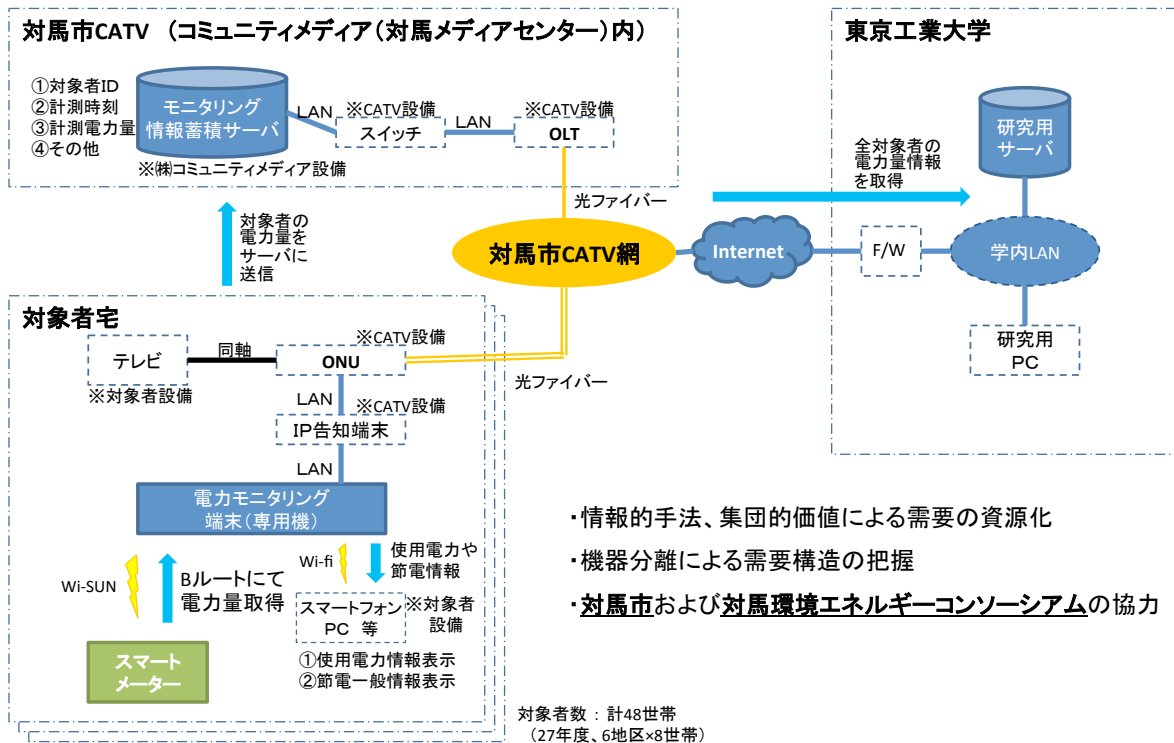 対馬市CATV （コミュニティメディア（対馬メディアセンター）内）
①対象者ID
②計測時刻
③計測電力量
④その他
モニタリング
情報蓄積サーバ
※㈱コミュニティメディア設備
LAN
※CATV設備
スイッチ
LAN
※CATV設備
OLT
光ファイバー
対象者の
電力量を
サーバに
送信
対馬市CATV網
Internet
全対象者の
電力量情報
を取得
東京工業大学
研究用
サーバ
F/W
学内LAN
研究用
PC
対象者宅
テレビ
※対象者設備
同軸
※CATV設備
ONU
光ファイバー
LAN
※CATV設備
IP告知端末
LAN
電力モニタリング
端末（専用機）
Wi-SUN
Bルートにて
電力量取得
Wi-fi
使用電力や
節電情報
スマートフォン
PC 等
※対象者
設備
①使用電力情報表示
②節電一般情報表示
スマート
メーター
対象者数 ： 計48世帯
（27年度、6地区×8世帯）
・情報的手法、集団的価値による需要の資源化
・機器分離による需要構造の把握
・対馬市および対馬環境エネルギーコンソーシアムの協力